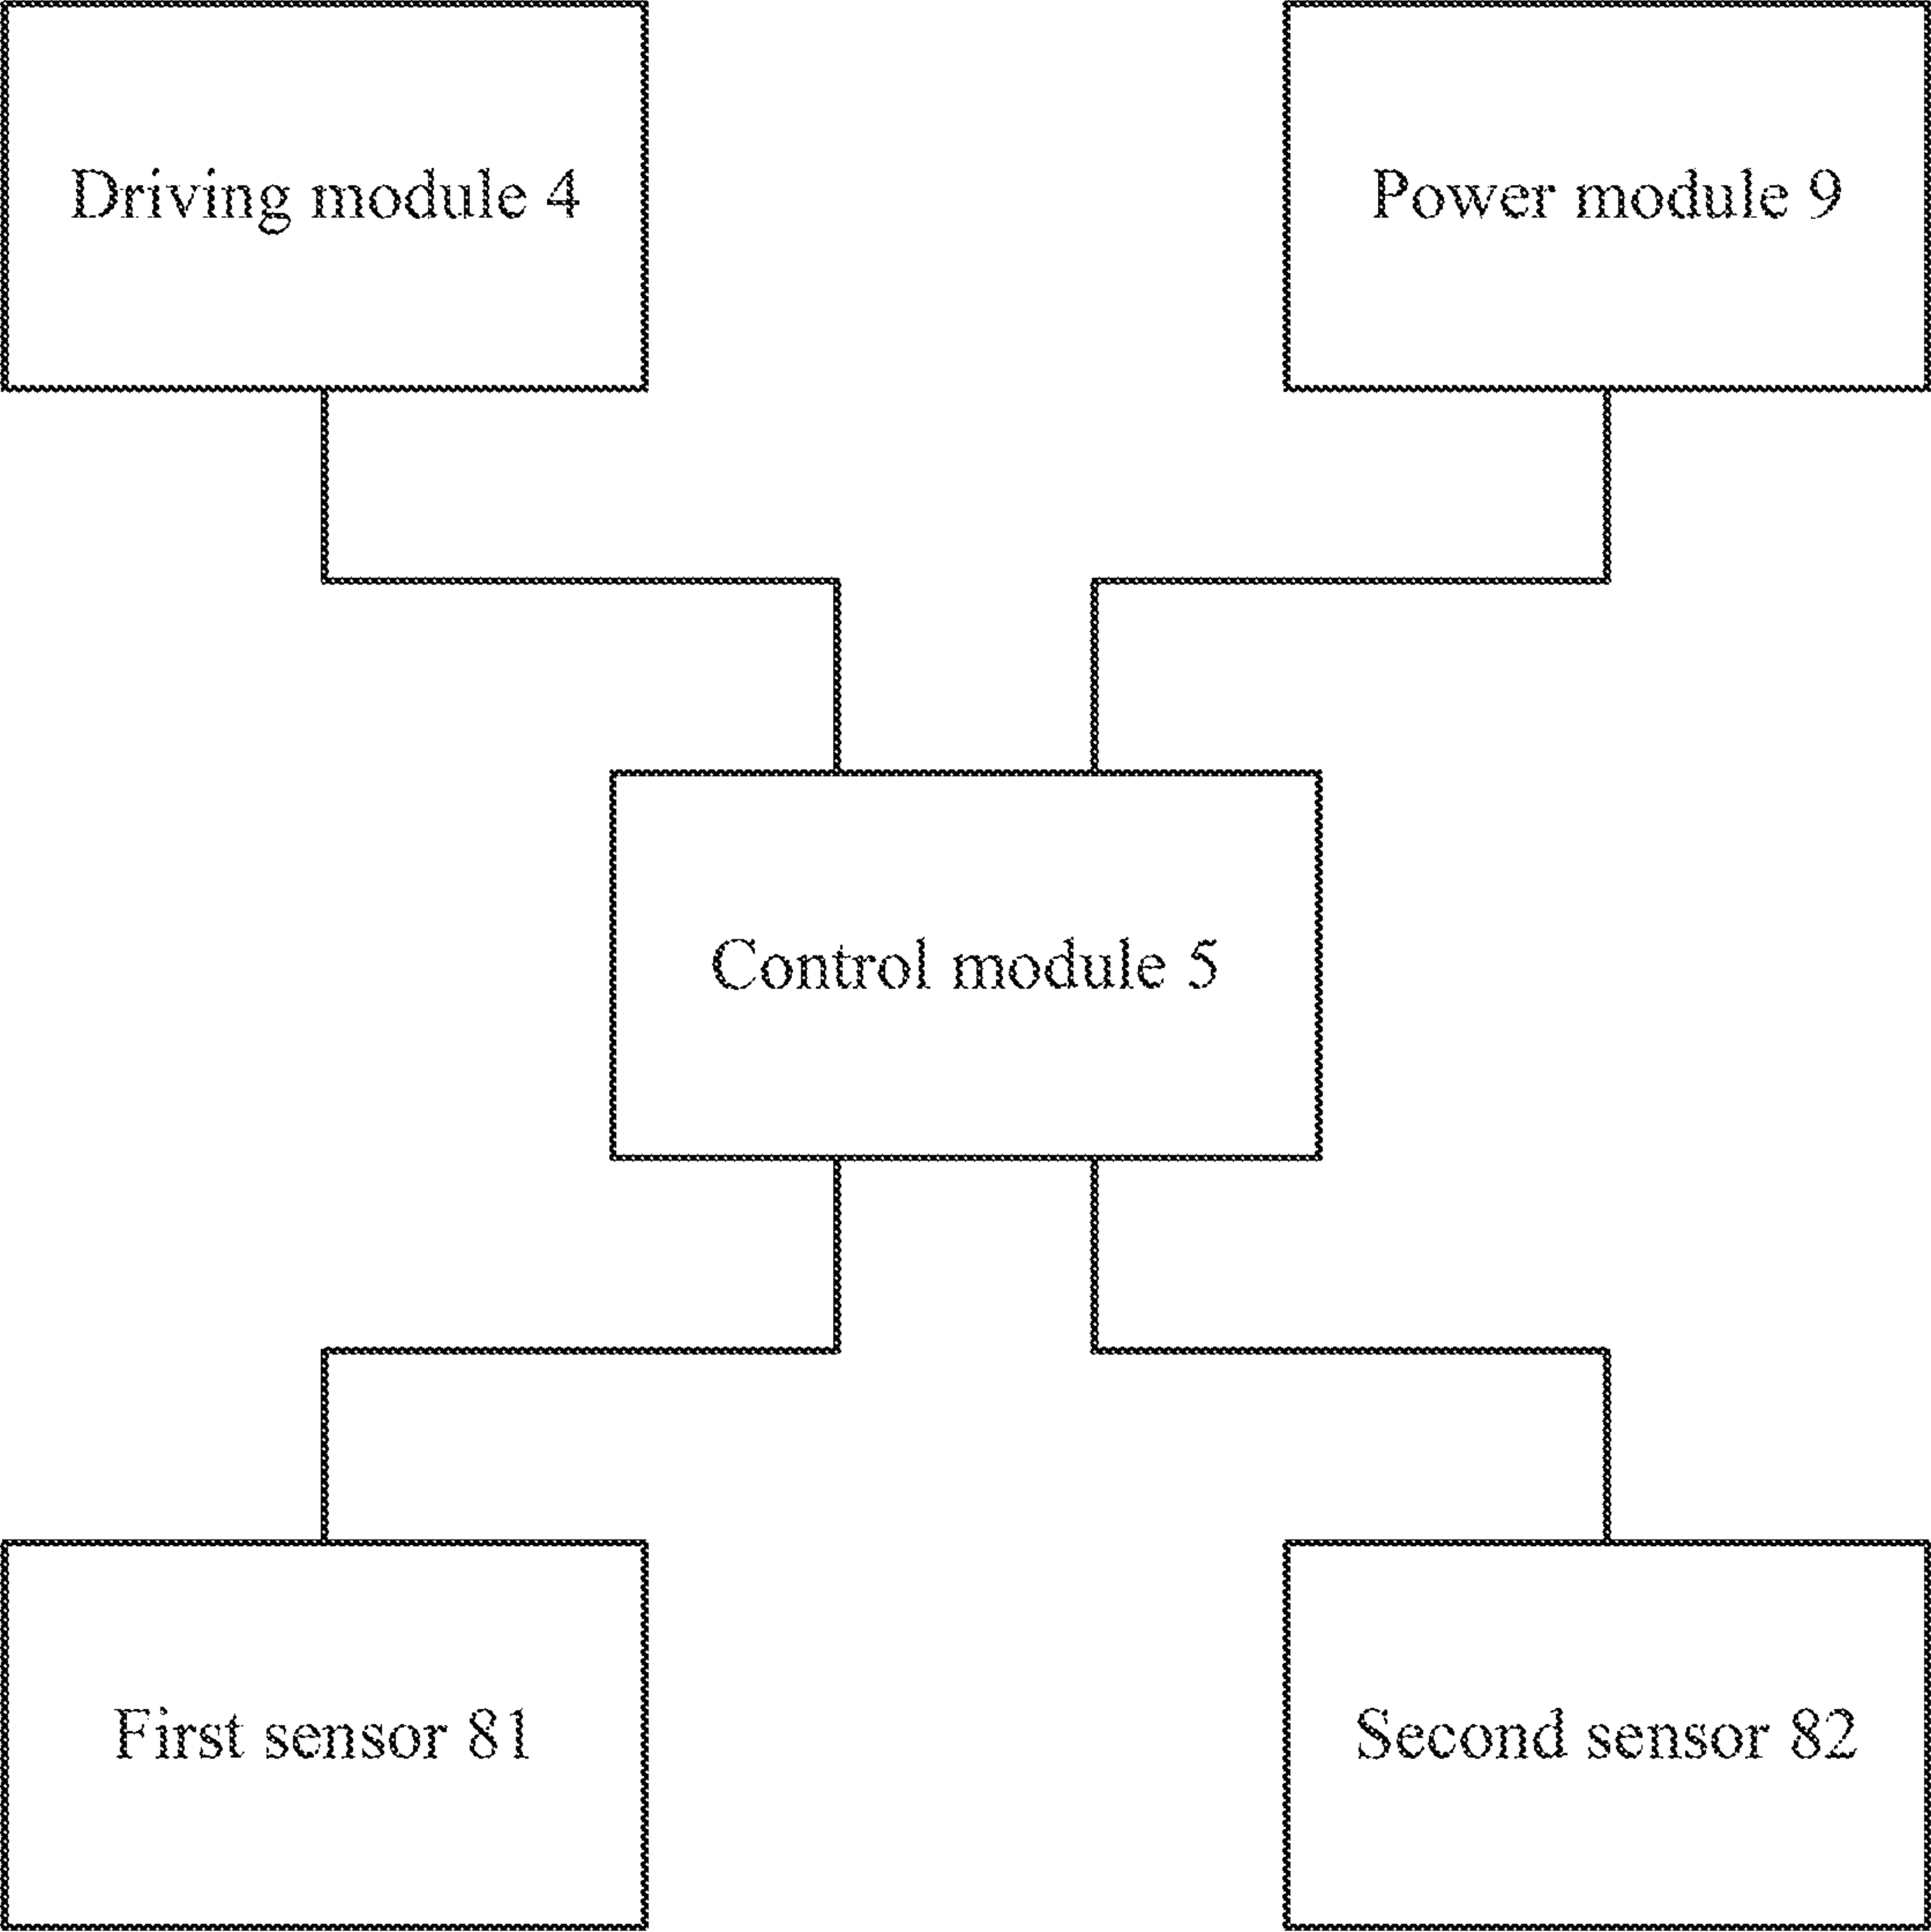 Driving module 4
Power module 9
Control module 5
First sensor 81
Second sensor 82